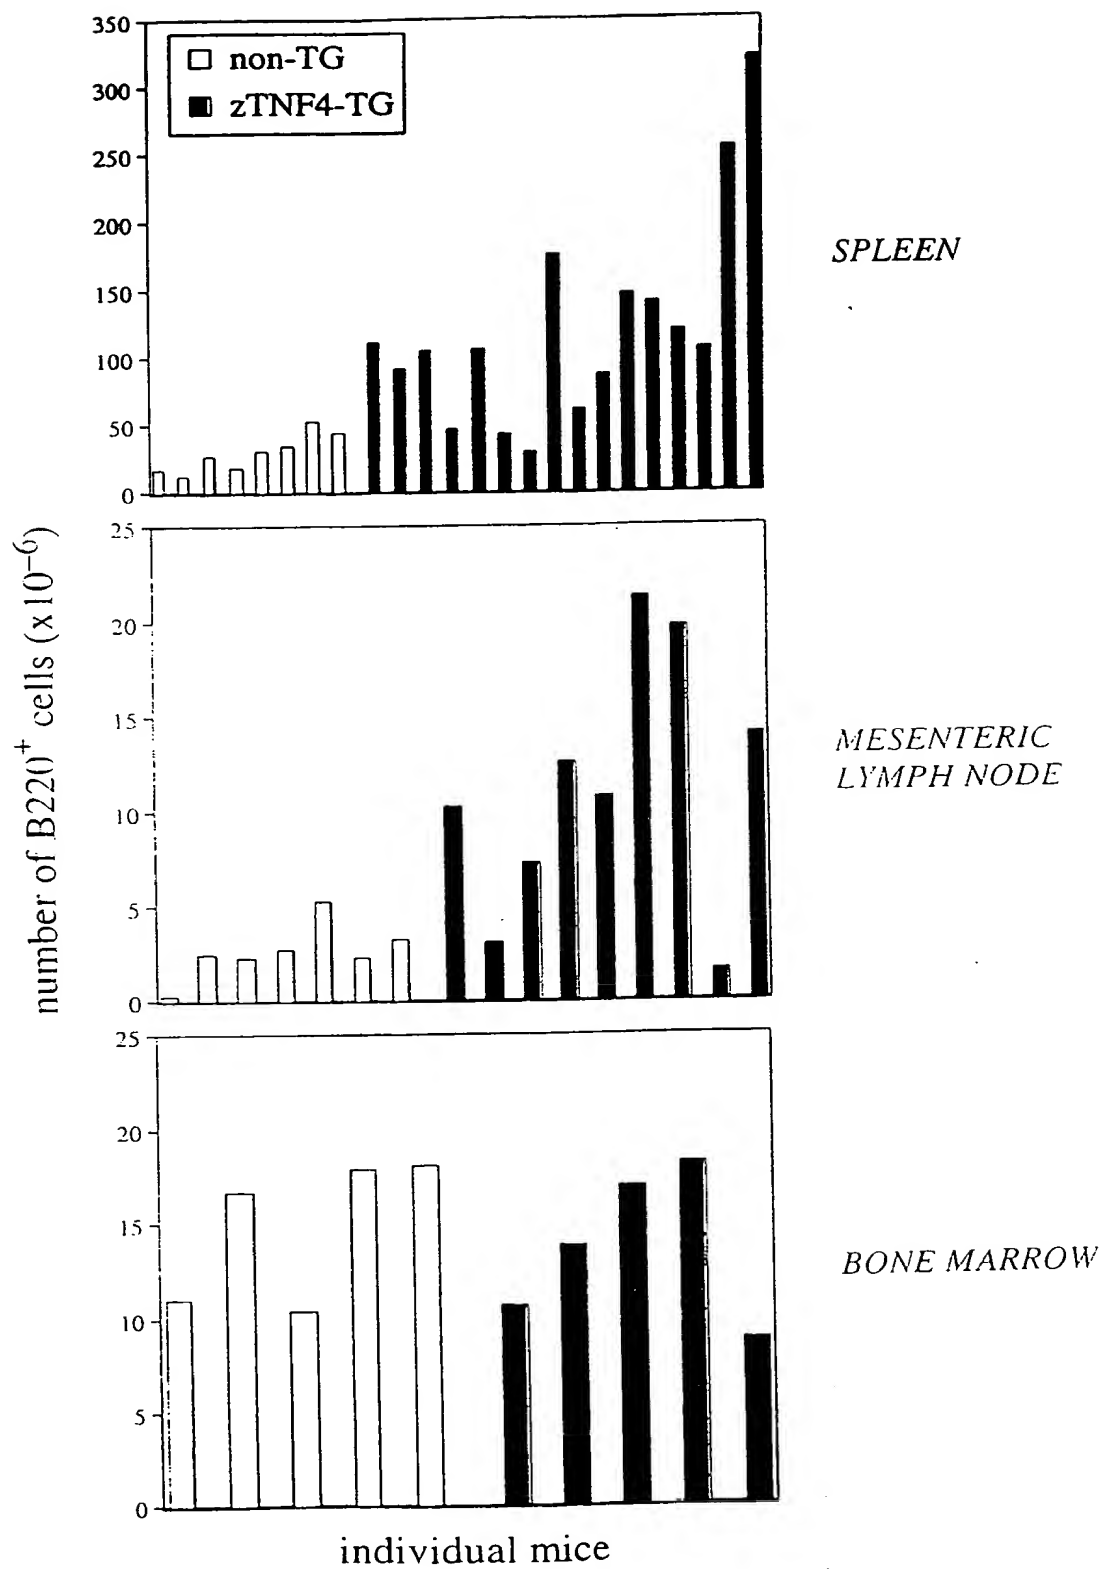 350
300
250
200
150
100
50
0
non-TG
zTNF4-TG
SPLEEN
25
20
15
10
5
0
MESENTERIC
LYMPH NODE
25
20
15
10
5
0
BONE MARROW
number of B220⁺ cells (x10⁻⁶)
individual mice